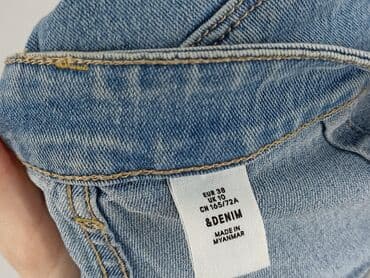 EUR 38
UK 10
CN 165/72A
&DENIM
MADE IN
MYANMAR